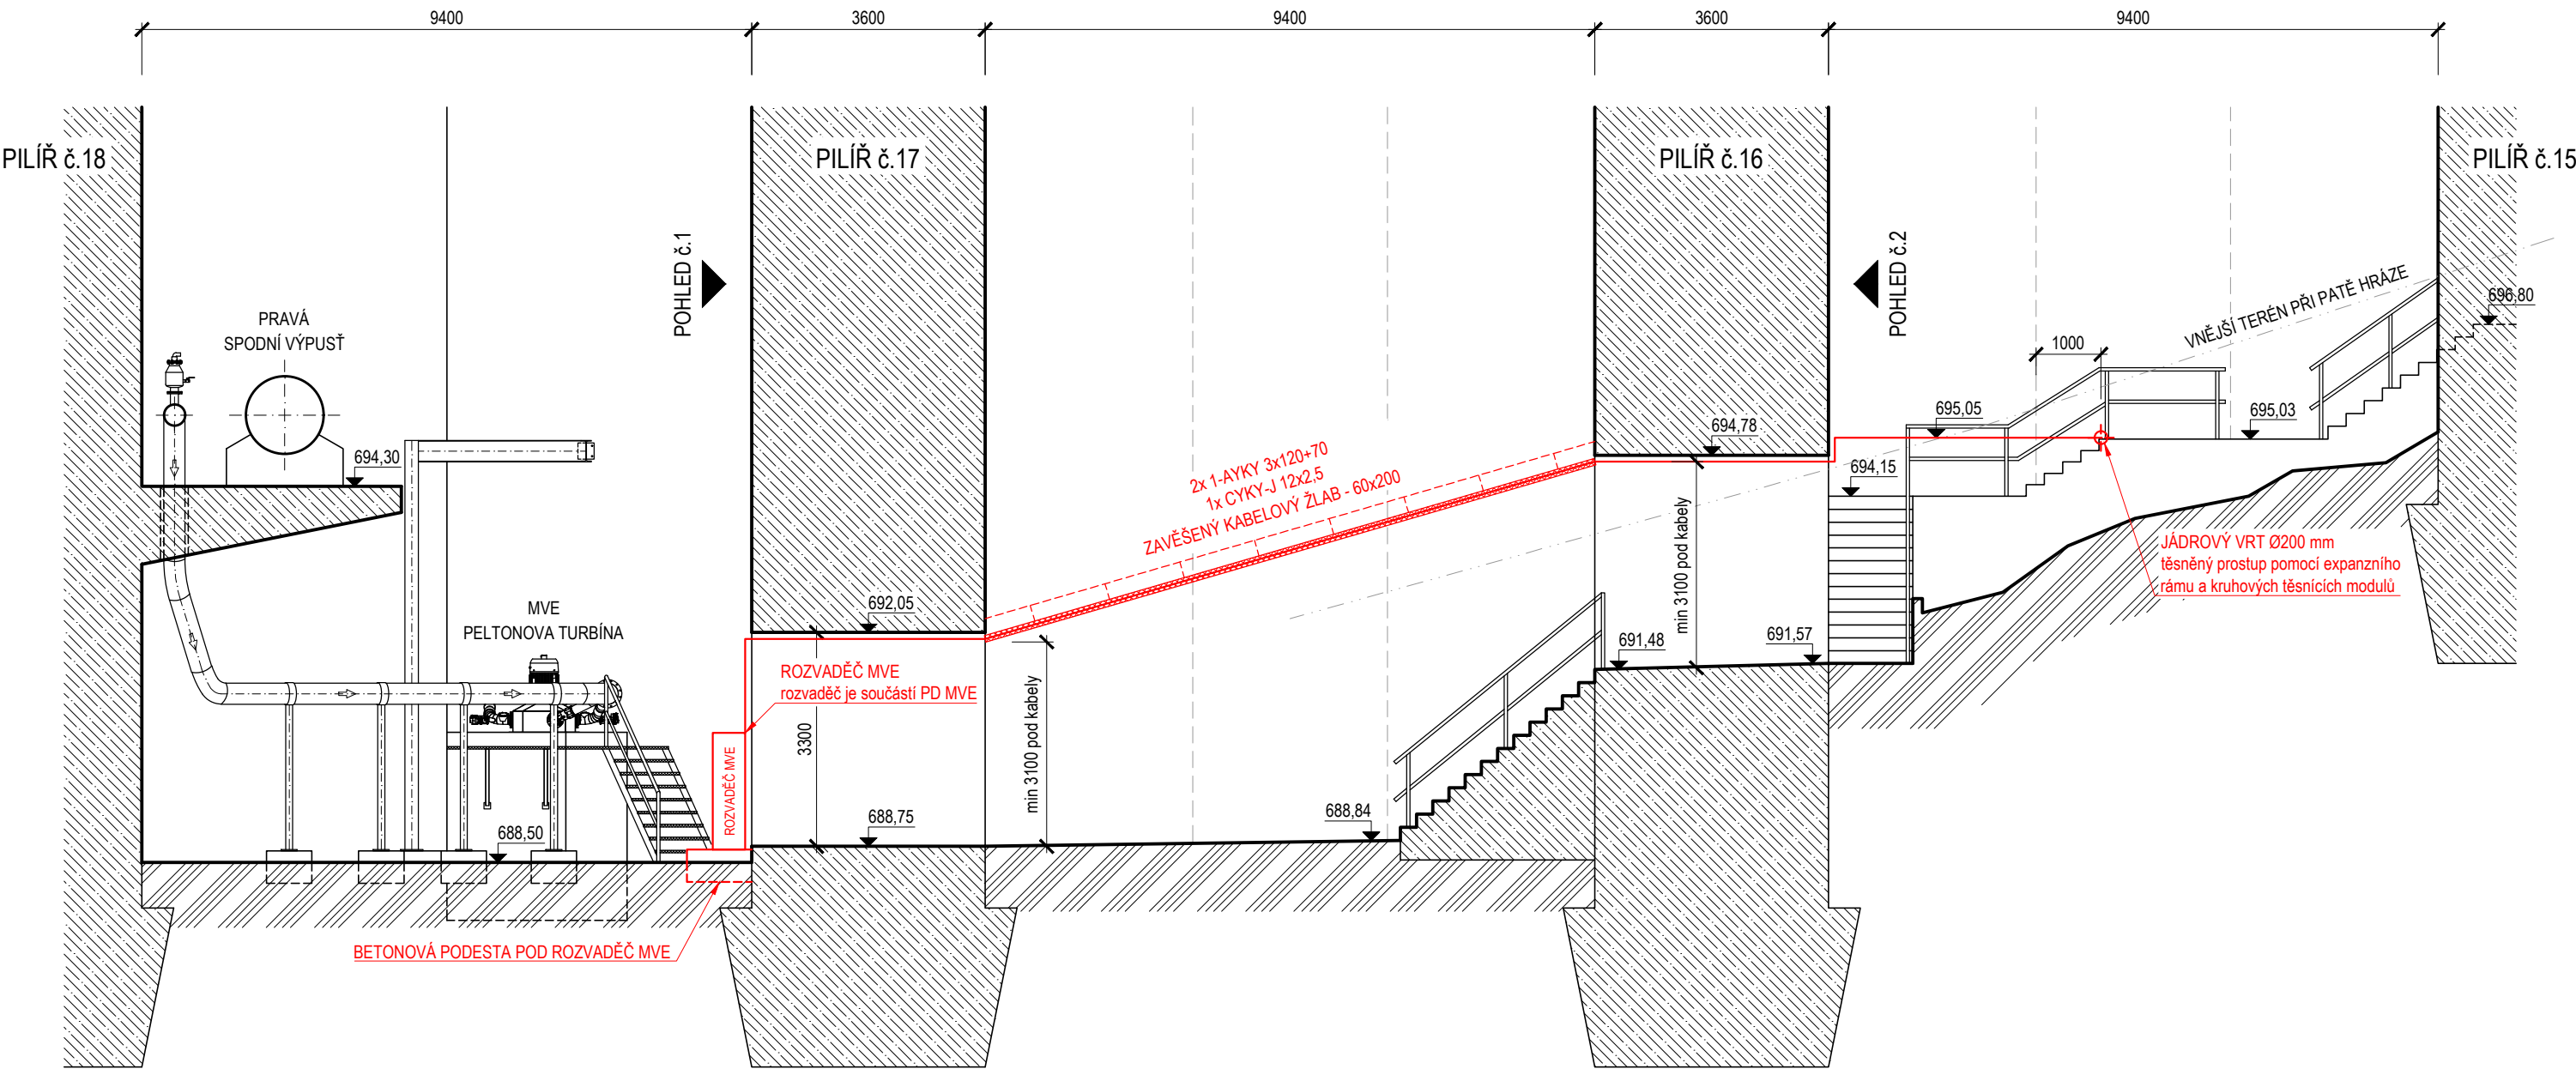 9400
3600
9400
3600
9400
PILÍŘ č.18
PILÍŘ č.17
PILÍŘ č.16
PILÍŘ č.15
POHLED č.1
POHLED č.2
PRAVÁ
SPODNÍ VÝPUSŤ
694,30
MVE
PELTONOVA TURBÍNA
688,50
ROZVADĚČ MVE
BETONOVÁ PODESTA POD ROZVADĚČ MVE
692,05
ROZVADĚČ MVE
rozvaděč je součástí PD MVE
3300
688,75
min 3100 pod kabely
2x 1-AYKY 3x120+70
1x CYKY-J 12x2,5
ZAVĚŠENÝ KABELOVÝ ŽLAB - 60x200
688,84
694,78
min 3100 pod kabely
691,48
691,57
694,15
695,05
1000
VNĚJŠÍ TERÉN PŘI PATĚ HRÁZE
695,03
696,80
JÁDROVÝ VRT Ø200 mm
těsněný prostup pomocí expanzního
rámu a kruhových těsnících modulů